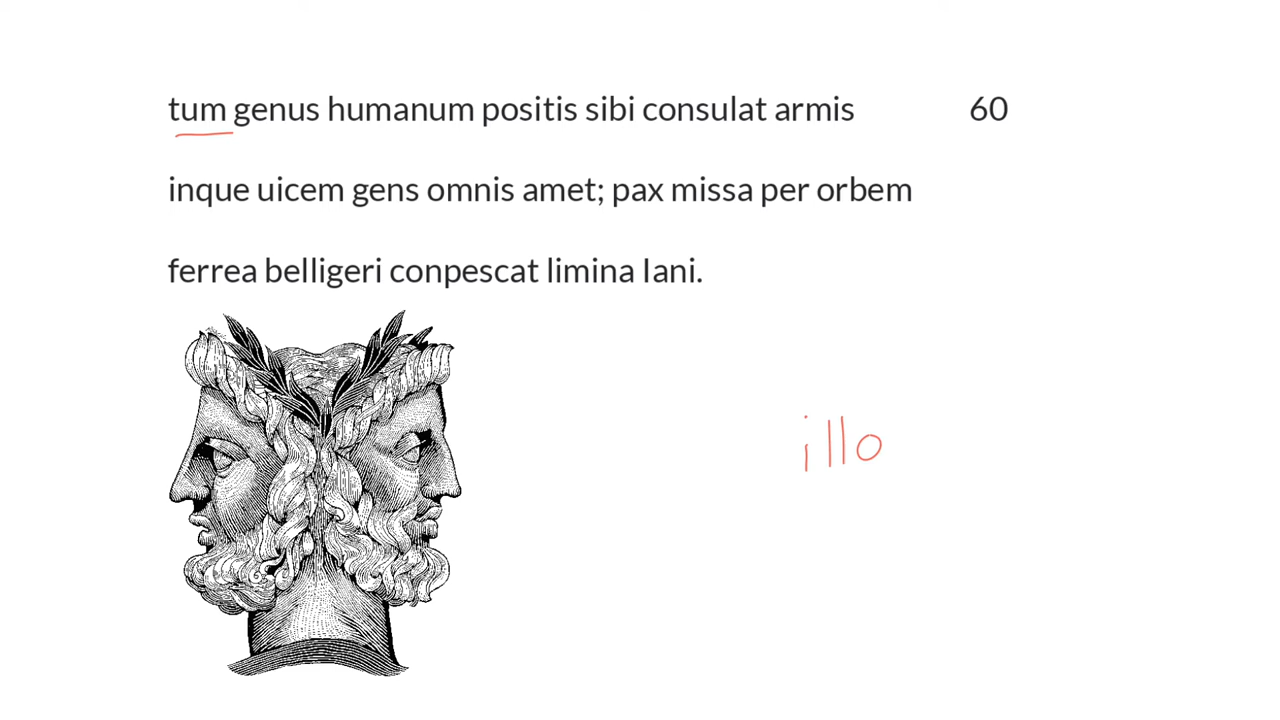 tum genus humanum positis sibi consulat armis 60
inque uicem gens omnis amet; pax missa per orbem
ferrea belligeri conpescat limina Iani.
illo